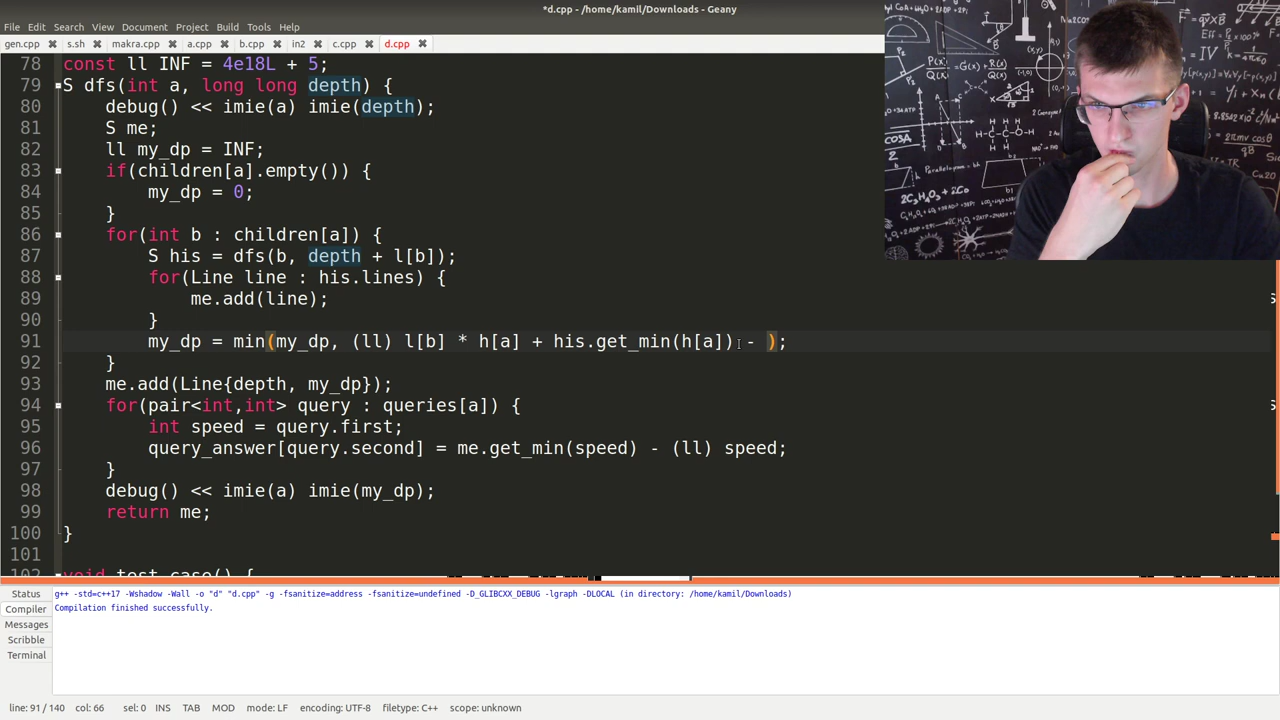 *d.cpp - /home/kamil/Downloads - Geany
File Edit Search View Document Project Build Tools Help
gen.cpp s.sh makra.cpp a.cpp b.cpp in2 c.cpp d.cpp
78 const ll INF = 4e18L + 5;
79 S dfs(int a, long long depth) {
80 debug() << imie(a) imie(depth);
81 S me;
82 ll my_dp = INF;
83 if(children[a].empty()) {
84 my_dp = 0;
85 }
86 for(int b : children[a]) {
87 S his = dfs(b, depth + l[b]);
88 for(Line line : his.lines) {
89 me.add(line);
90 }
91 my_dp = min(my_dp, (ll) l[b] * h[a] + his.get_min(h[a]) - );
92 }
93 me.add(Line{depth, my_dp});
94 for(pair<int,int> query : queries[a]) {
95 int speed = query.first;
96 query_answer[query.second] = me.get_min(speed) - (ll) speed;
97 }
98 debug() << imie(a) imie(my_dp);
99 return me;
100 }
101
102 void test_case() {
Status
Compiler
Messages
Scribble
Terminal
g++ -std=c++17 -Wshadow -Wall -o "d" "d.cpp" -g -fsanitize=address -fsanitize=undefined -D_GLIBCXX_DEBUG -lgraph -DLOCAL (in directory: /home/kamil/Downloads)
Compilation finished successfully.
line: 91 / 140 col: 66 sel: 0 INS TAB MOD mode: LF encoding: UTF-8 filetype: C++ scope: unknown